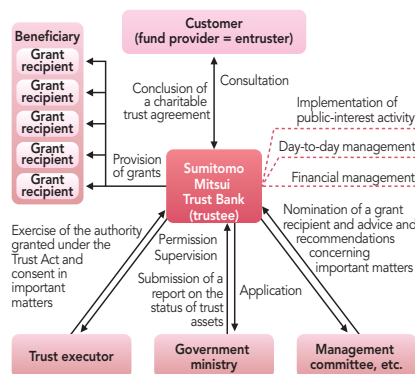 Beneficiary
Grant
recipient
Grant
recipient
Grant
recipient
Grant
recipient
Grant
recipient
Customer
(fund provider = entruster)
Conclusion of
a charitable
trust agreement
Consultation
Provision
of grants
Sumitomo
Mitsui
Trust Bank
(trustee)
Implementation of
public-interest activity
Day-to-day management
Financial management
Exercise of the authority
granted under the
Trust Act and
consent in
important
matters
Permission
Supervision
Submission of a
report on the
status of trust
assets
Application
Nomination of a grant
recipient and advice and
recommendations
concerning
important matters
Trust executor
Government
ministry
Management
committee, etc.